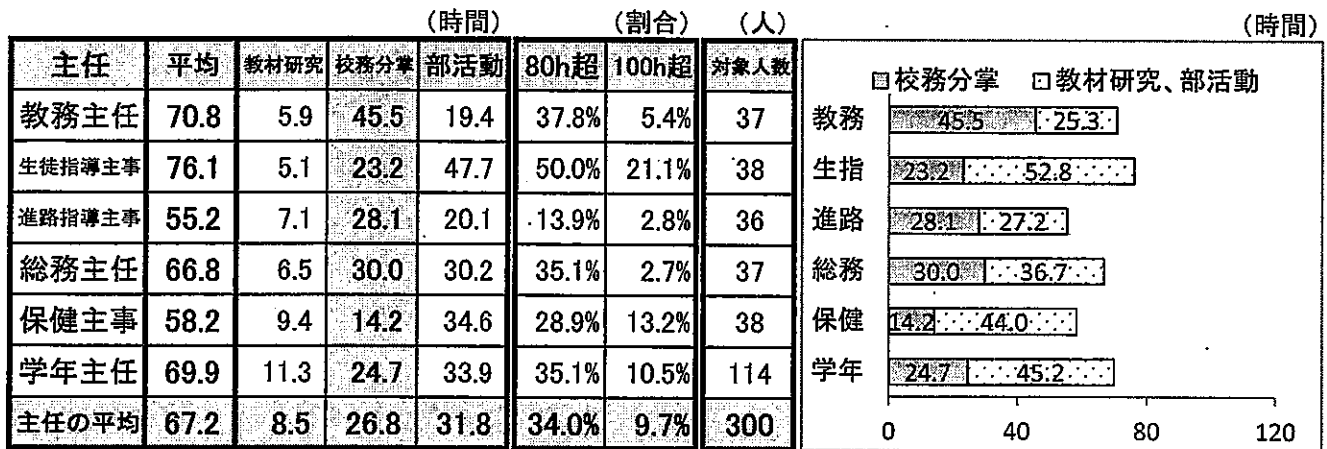 （時間） （割合） （人）
主任 平均 教材研究 校務分掌 部活動 80h超 100h超 対象人数
教務主任 70.8 5.9 45.5 19.4 37.8% 5.4% 37
生徒指導主事 76.1 5.1 23.2 47.7 50.0% 21.1% 38
進路指導主事 55.2 7.1 28.1 20.1 13.9% 2.8% 36
総務主任 66.8 6.5 30.0 30.2 35.1% 2.7% 37
保健主事 58.2 9.4 14.2 34.6 28.9% 13.2% 38
学年主任 69.9 11.3 24.7 33.9 35.1% 10.5% 114
主任の平均 67.2 8.5 26.8 31.8 34.0% 9.7% 300
（時間）
校務分掌 教材研究、部活動
教務 45.5 25.3
生指 23.2 52.8
進路 28.1 27.2
総務 30.0 36.7
保健 14.2 44.0
学年 24.7 45.2
0 40 80 120